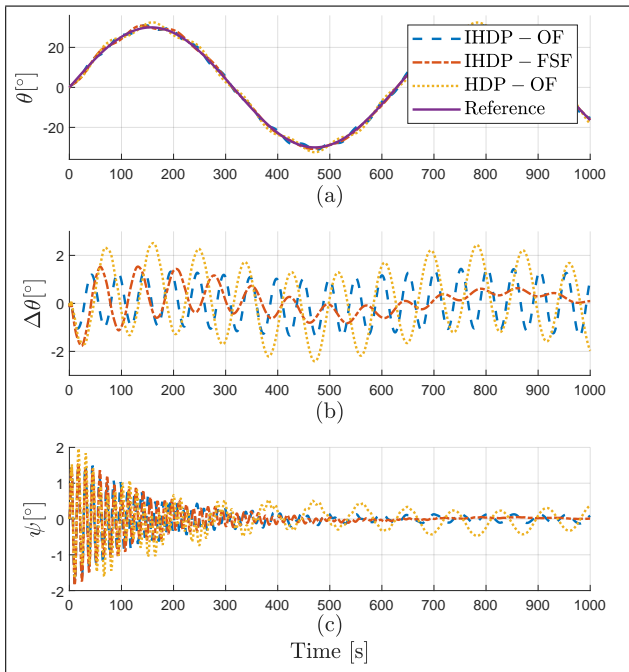 20
0
-20
θ[°]
IHDP − OF
IHDP − FSF
HDP − OF
Reference
0 100 200 300 400 500 600 700 800 900 1000
(a)
2
0
-2
Δθ[°]
0 100 200 300 400 500 600 700 800 900 1000
(b)
2
1
0
-1
-2
ψ[°]
0 100 200 300 400 500 600 700 800 900 1000
(c)
Time [s]